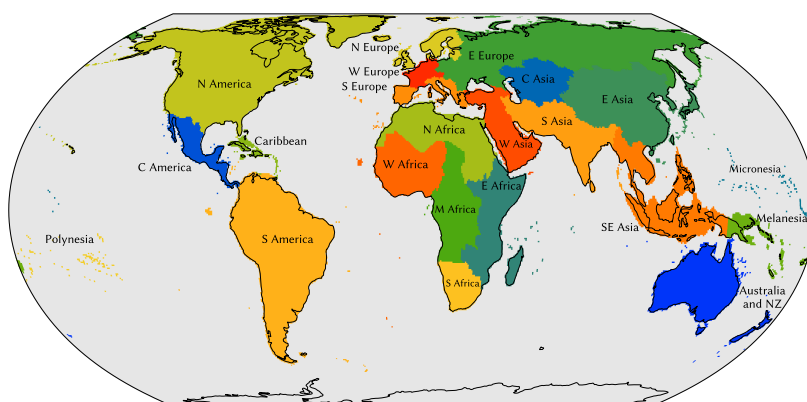 N Europe
E Europe
W Europe
S Europe
N America
C Asia
E Asia
S Asia
N Africa
Caribbean
W Asia
C America
W Africa
Micronesia
E Africa
M Africa
Melanesia
SE Asia
Polynesia
S America
S Africa
Australia
and NZ